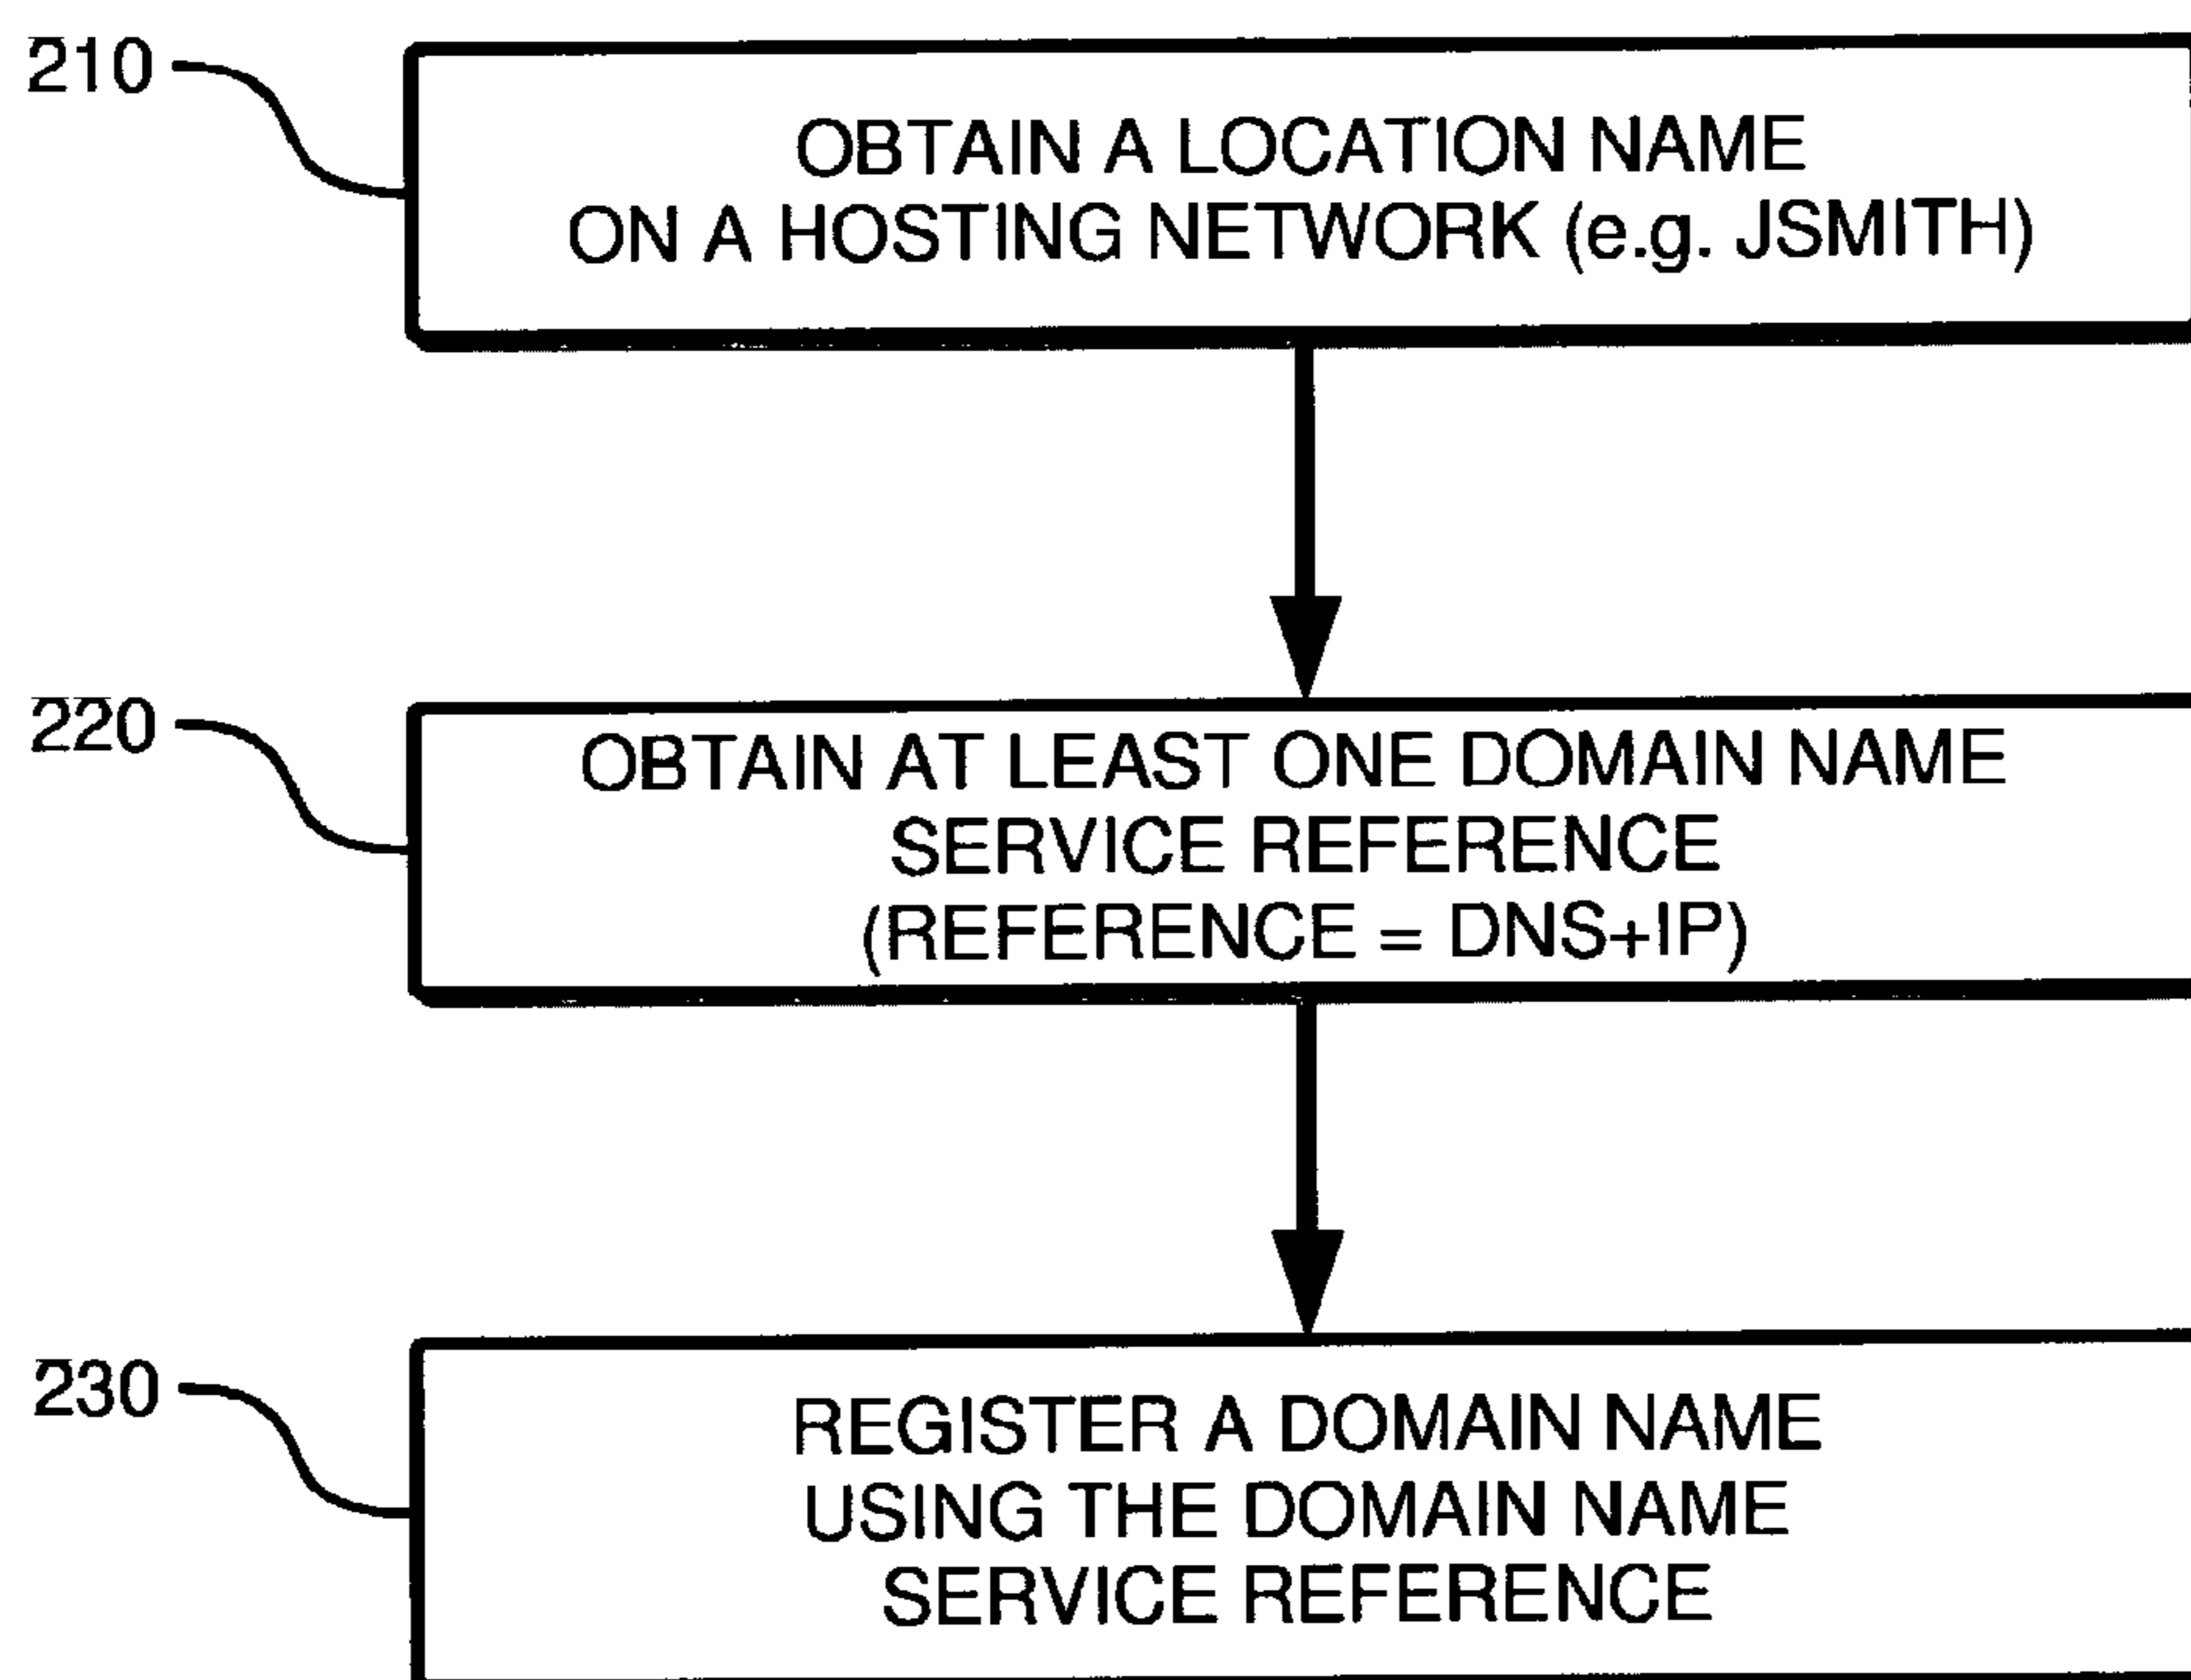 210
OBTAIN A LOCATION NAME
ON A HOSTING NETWORK (e.g. JSMITH)
220
OBTAIN AT LEAST ONE DOMAIN NAME
SERVICE REFERENCE
(REFERENCE = DNS+IP)
230
REGISTER A DOMAIN NAME
USING THE DOMAIN NAME
SERVICE REFERENCE